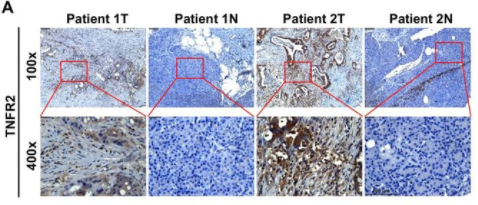 A
Patient 1T Patient 1N Patient 2T Patient 2N
TNFR2
100x
400x